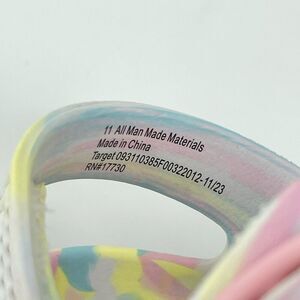 11 All Man Made Materials
Made in China
Target 093110385F00322012-11/23
RN#17730